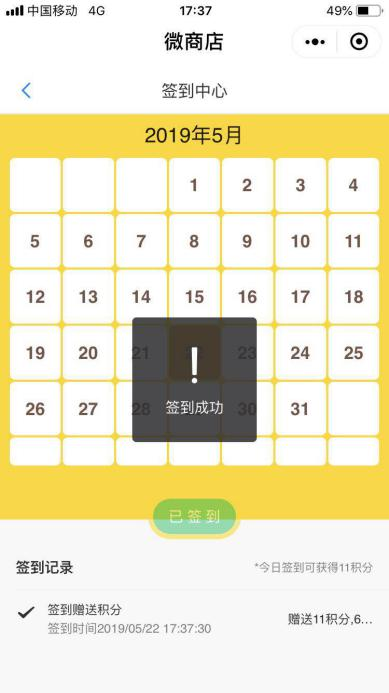 中国移动 4G 17:37 49%
微商店
签到中心
2019年5月
1 2 3 4
5 6 7 8 9 10 11
12 13 14 15 16 17 18
19 20 21 22 23 24 25
26 27 28 30 31
签到成功
已签到
签到记录 *今日签到可获得11积分
签到赠送积分
签到时间2019/05/22 17:37:30
赠送11积分,6...